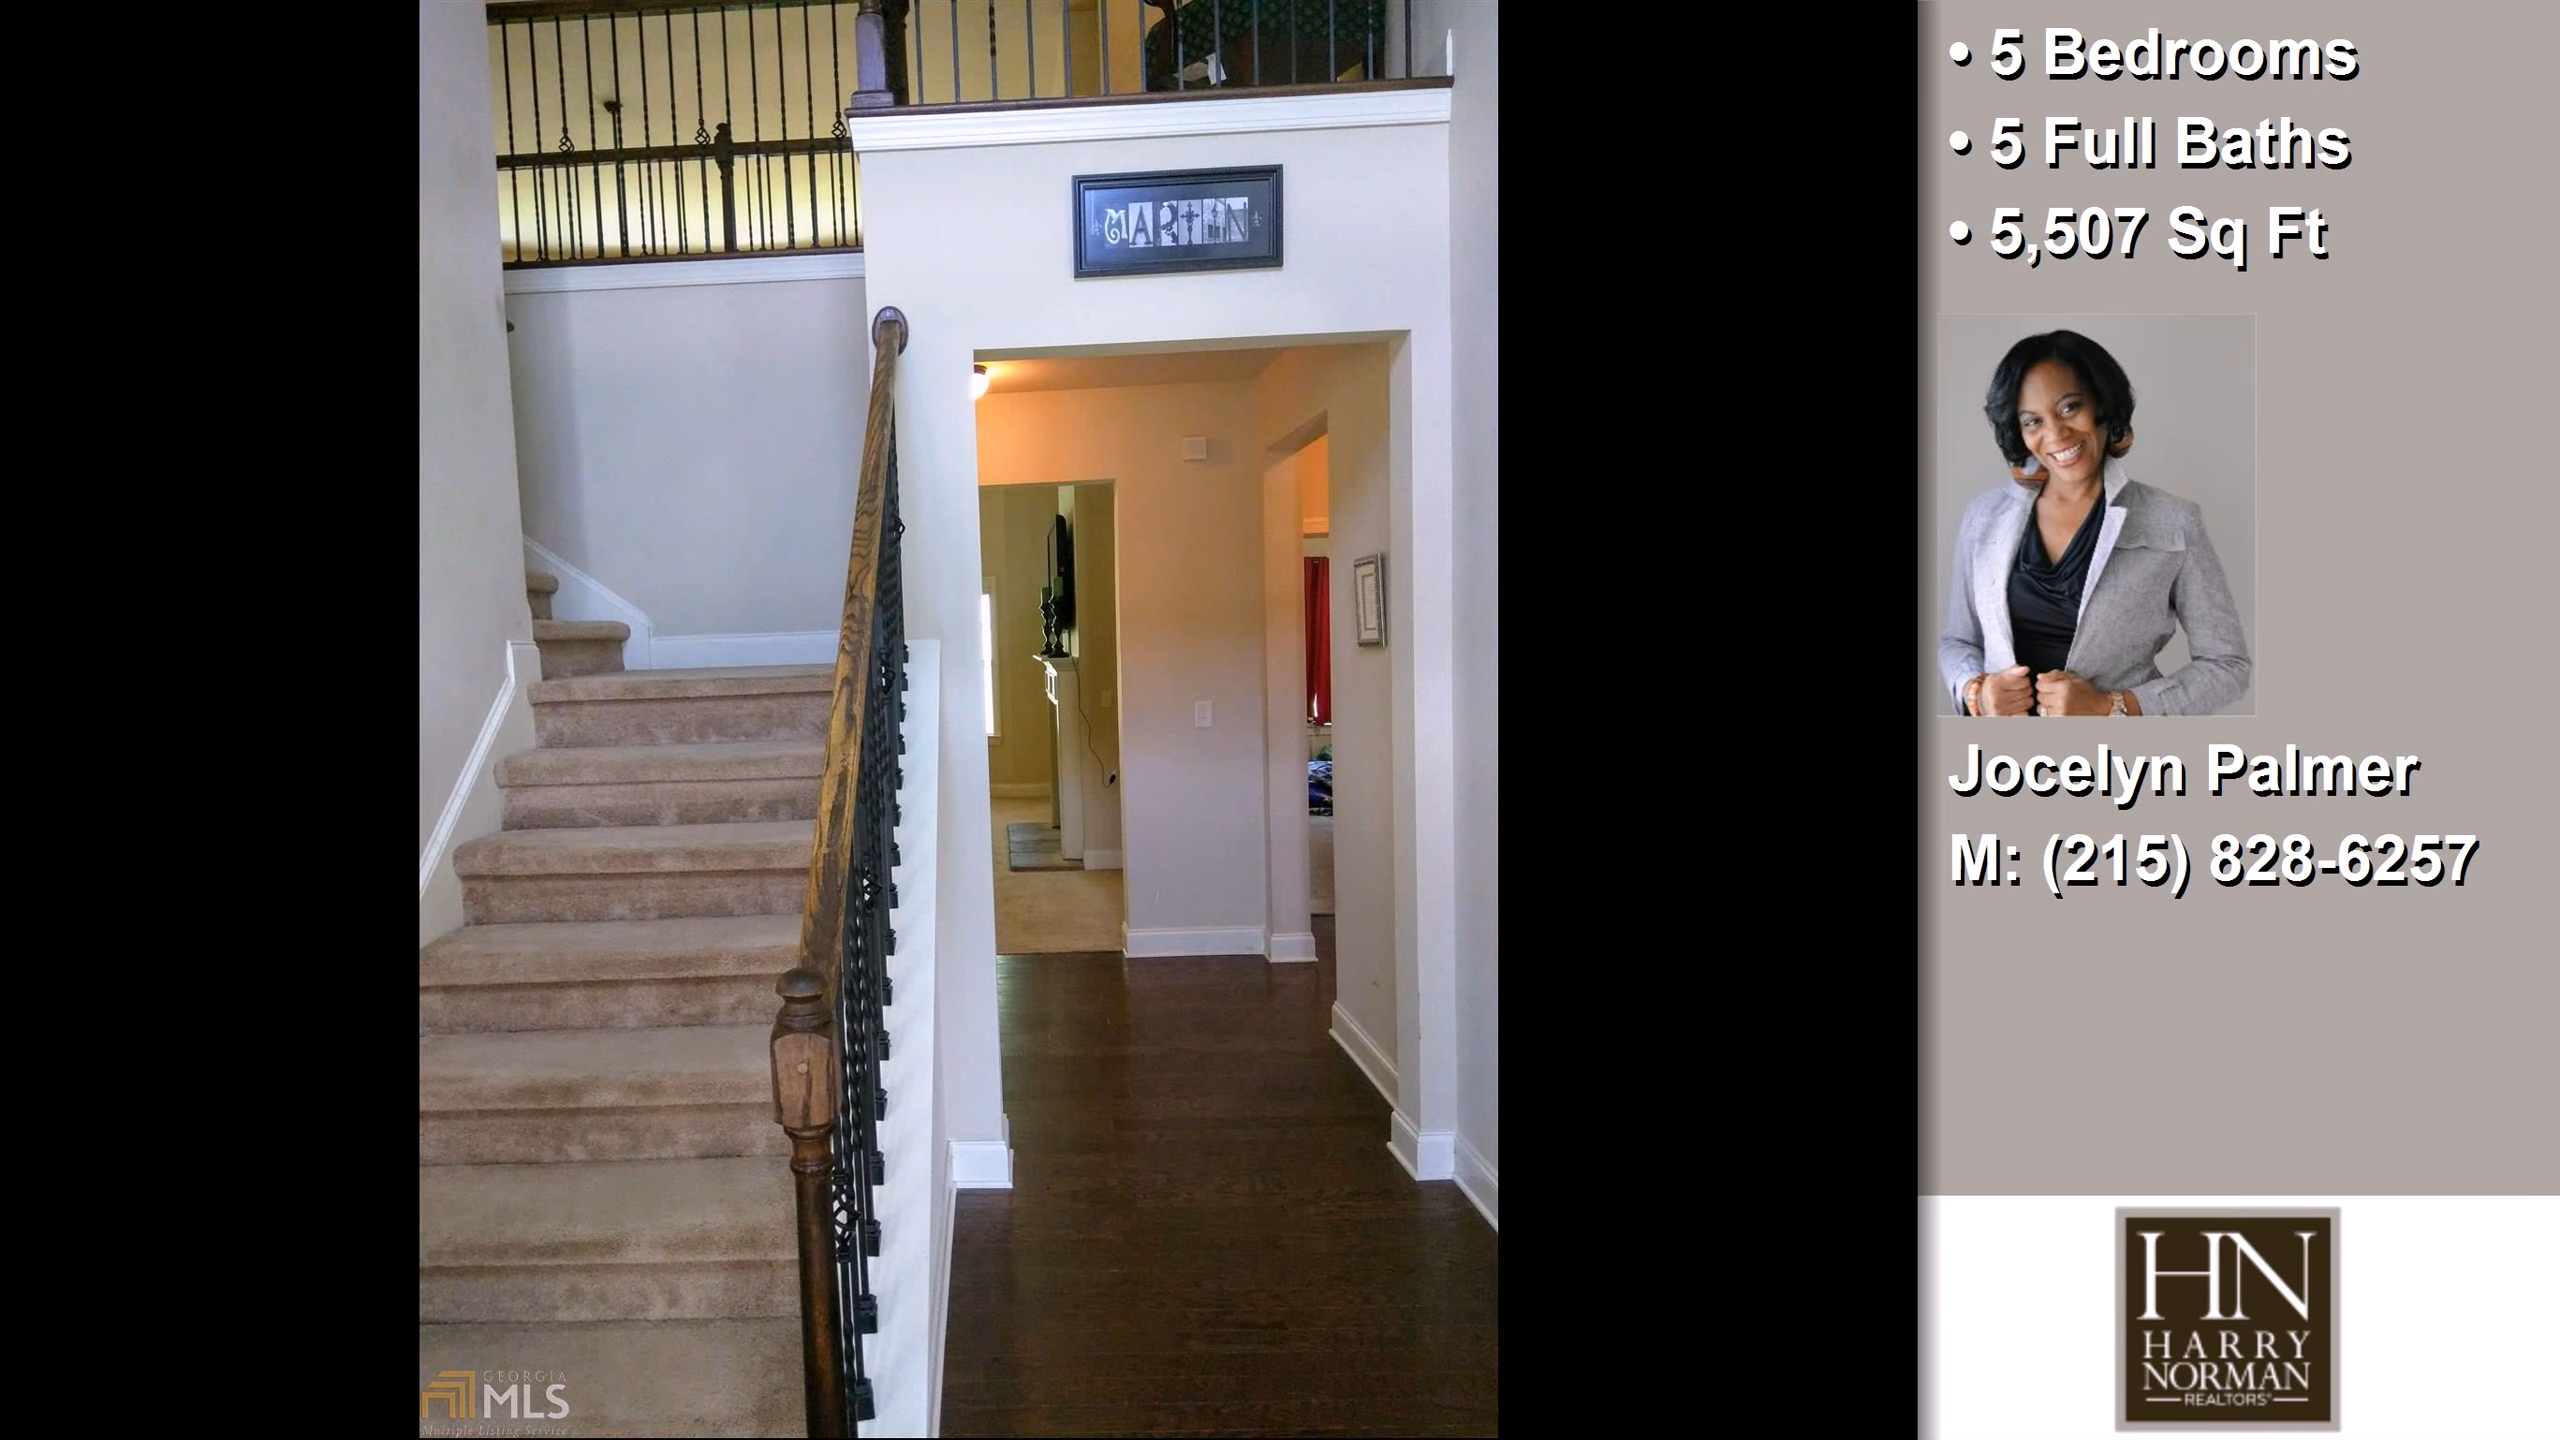 • 5 Bedrooms
• 5 Full Baths
• 5,507 Sq Ft
MARTIN
Jocelyn Palmer
M: (215) 828-6257
GEORGIA
MLS
Multiple Listing Service
HN
HARRY
NORMAN
REALTORS®